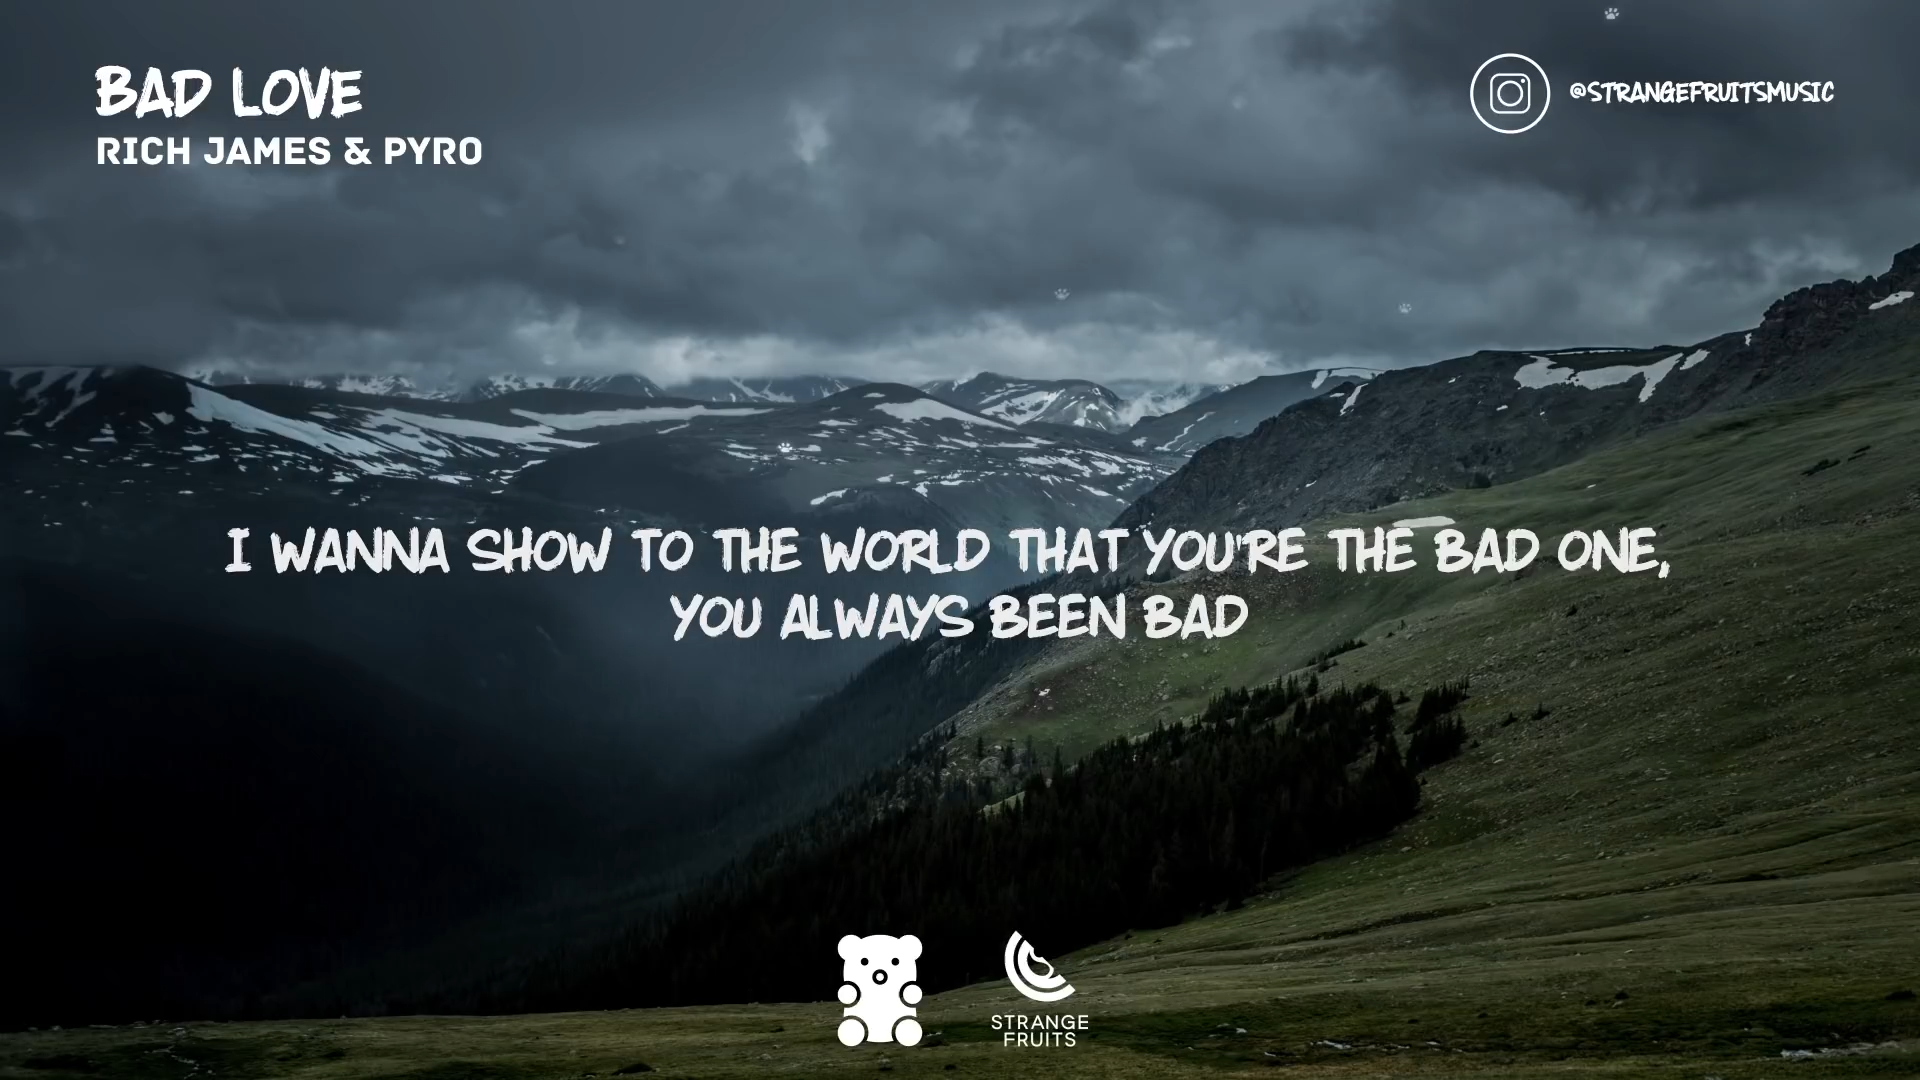 BAD LOVE
RICH JAMES & PYRO
@STRANGEFRUITSMUSIC
I WANNA SHOW TO THE WORLD THAT YOU'RE THE BAD ONE,
YOU ALWAYS BEEN BAD
STRANGE
FRUITS